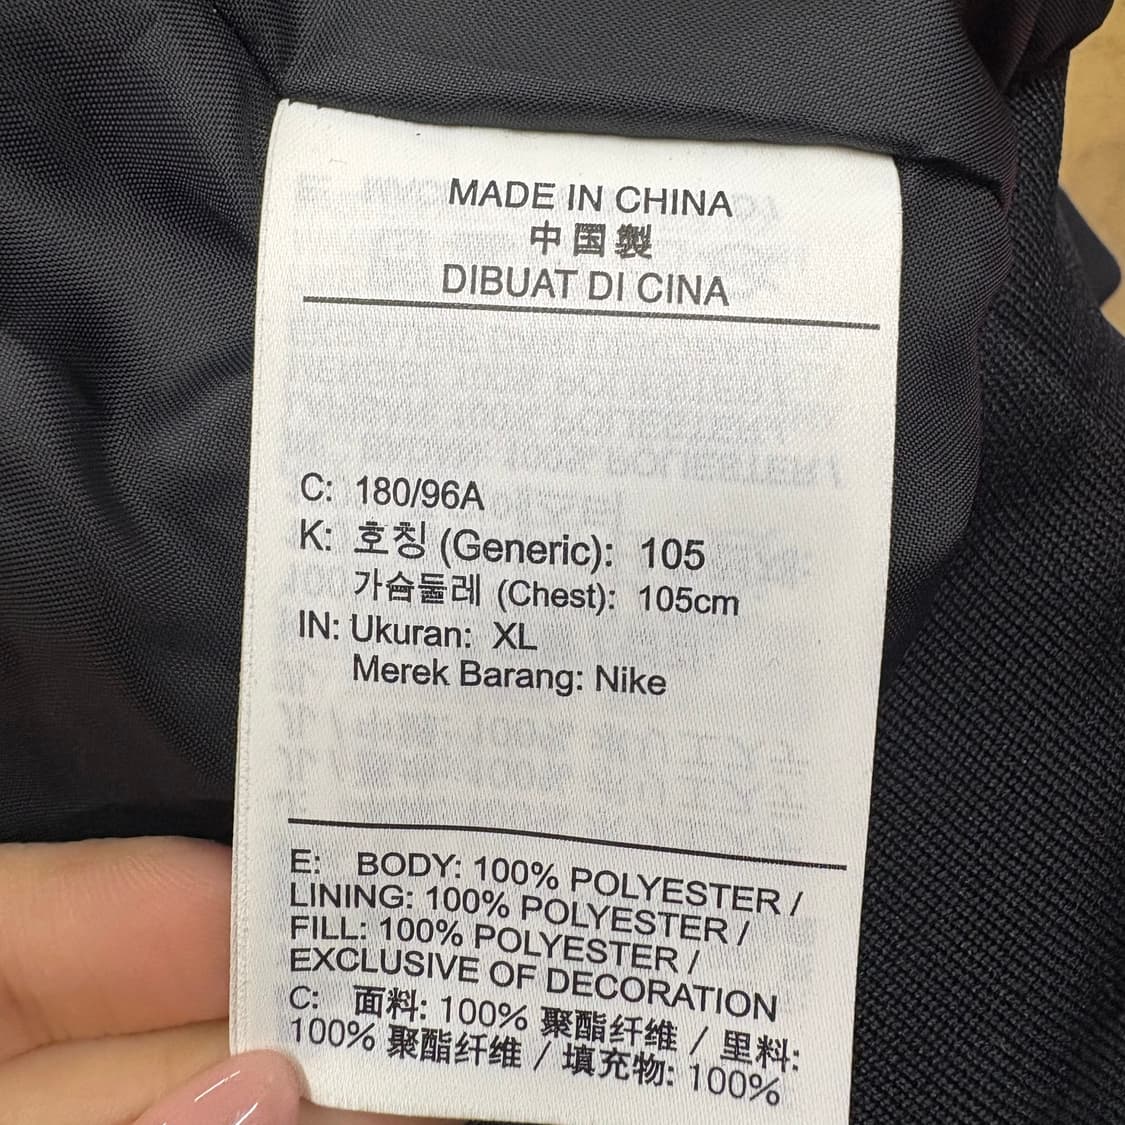 MADE IN CHINA
中国製
DIBUAT DI CINA
C: 180/96A
K: 호칭 (Generic): 105
가슴둘레 (Chest): 105cm
IN: Ukuran: XL
Merek Barang: Nike
E: BODY: 100% POLYESTER /
LINING: 100% POLYESTER /
FILL: 100% POLYESTER /
EXCLUSIVE OF DECORATION
C: 面料: 100% 聚酯纤维 / 里料:
100% 聚酯纤维 / 填充物: 100%